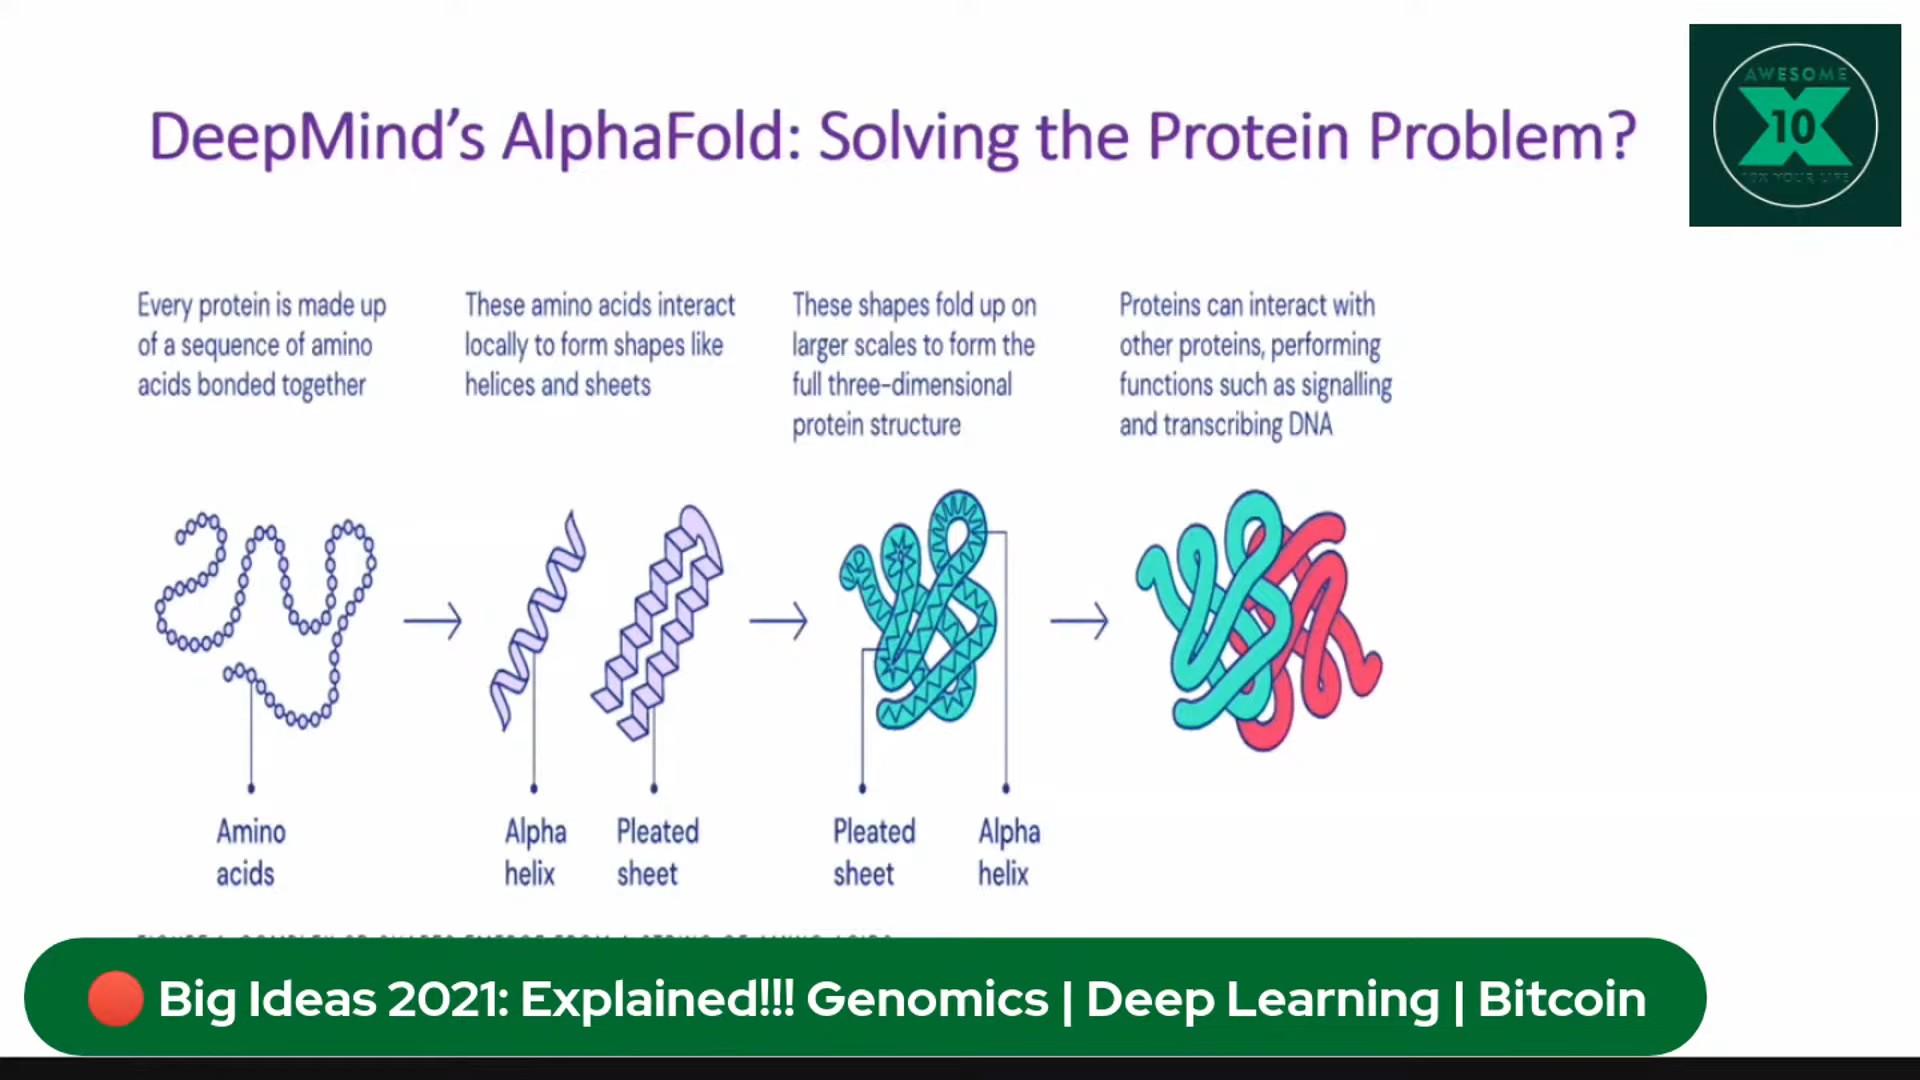 DeepMind's AlphaFold: Solving the Protein Problem?
AWESOME
10
10X YOUR LIFE
Every protein is made up
of a sequence of amino
acids bonded together
These amino acids interact
locally to form shapes like
helices and sheets
These shapes fold up on
larger scales to form the
full three-dimensional
protein structure
Proteins can interact with
other proteins, performing
functions such as signalling
and transcribing DNA
Amino
acids
Alpha
helix
Pleated
sheet
Pleated
sheet
Alpha
helix
Big Ideas 2021: Explained!!! Genomics | Deep Learning | Bitcoin